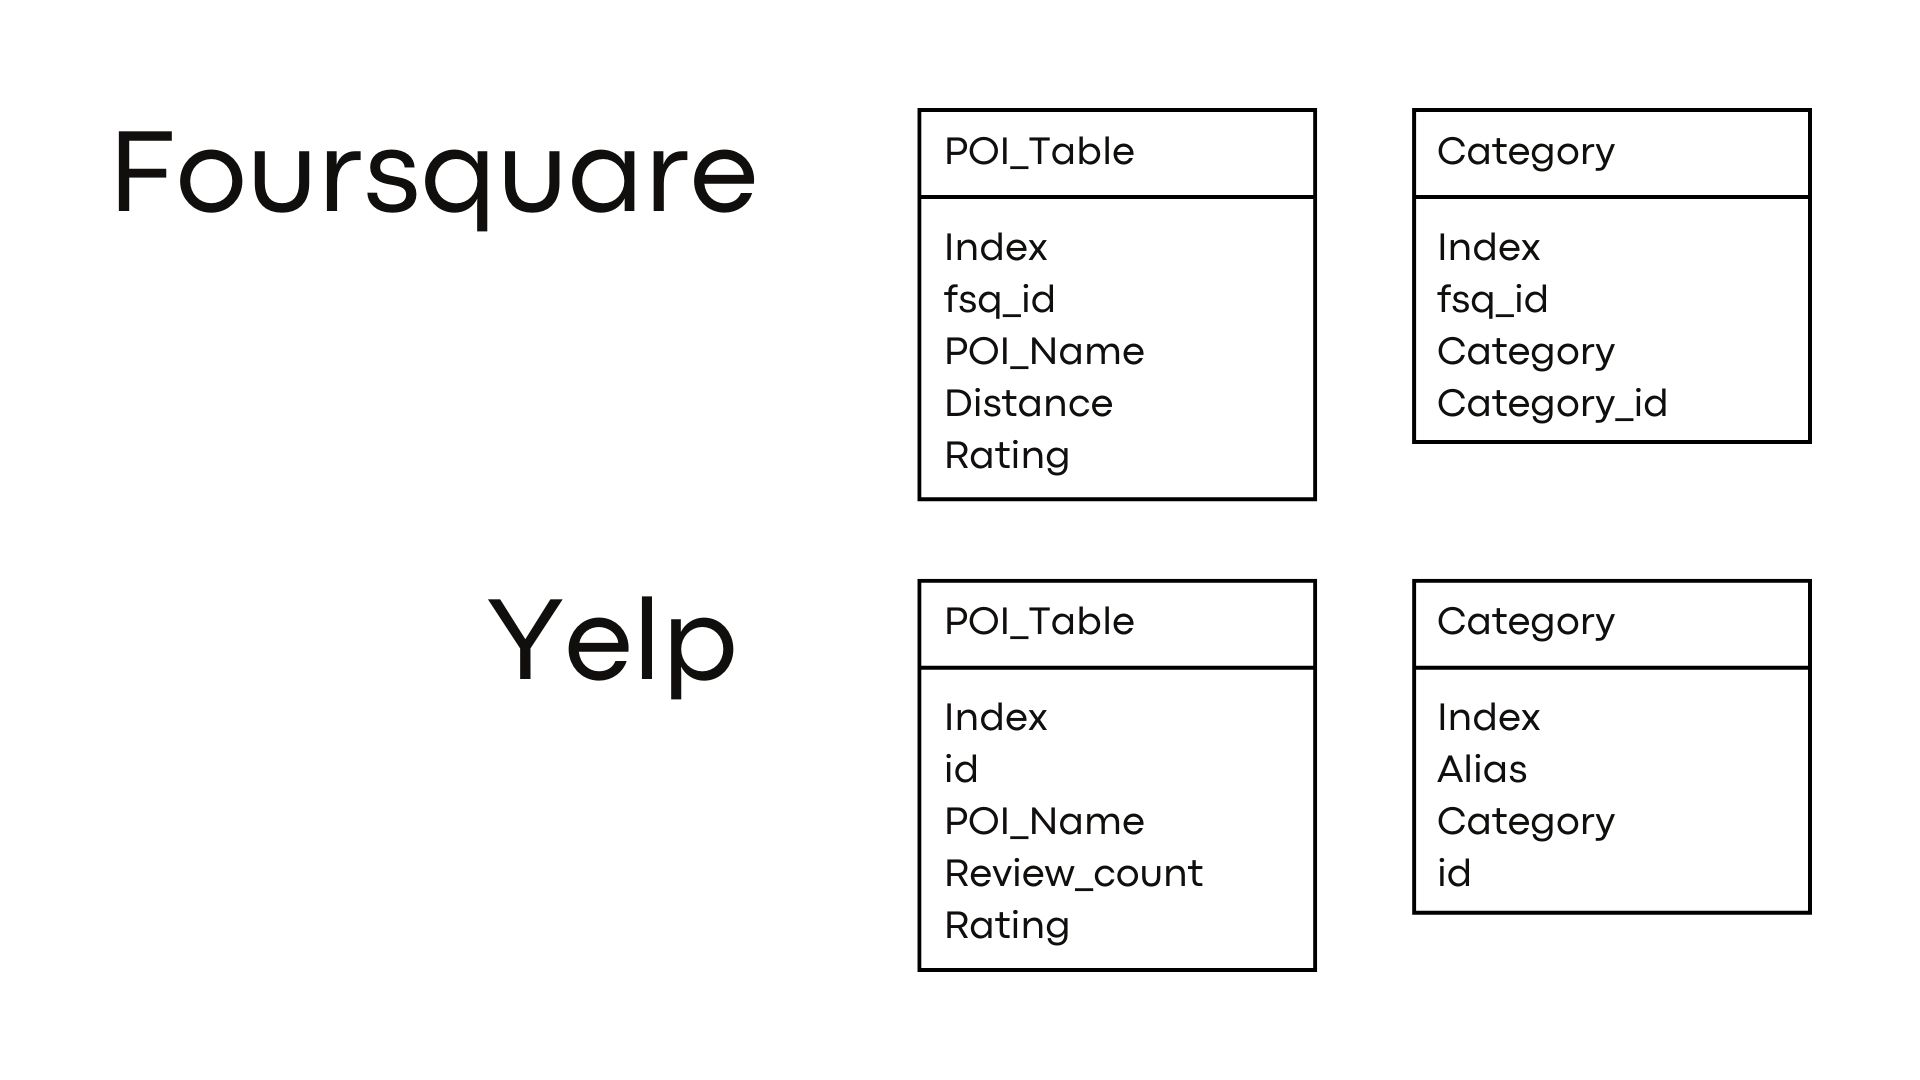 Foursquare
POI_Table
Index
fsq_id
POI_Name
Distance
Rating
Category
Index
fsq_id
Category
Category_id
Yelp
POI_Table
Index
id
POI_Name
Review_count
Rating
Category
Index
Alias
Category
id